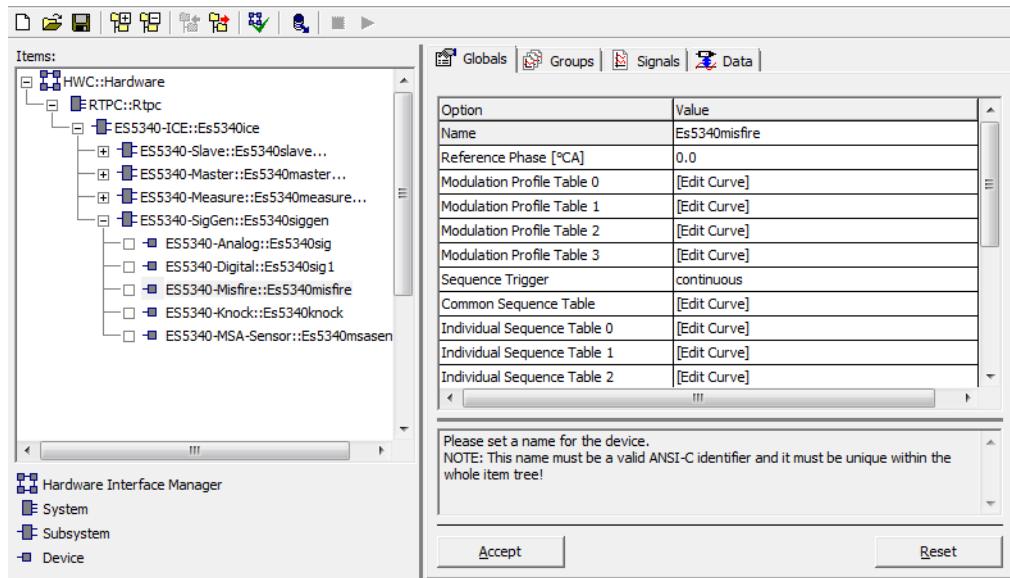 Items:
HWC::Hardware
RTPC::Rtpc
ES5340-ICE::Es5340ice
ES5340-Slave::Es5340slave...
ES5340-Master::Es5340master...
ES5340-Measure::Es5340measure...
ES5340-SigGen::Es5340siggen
ES5340-Analog::Es5340sig
ES5340-Digital::Es5340sig1
ES5340-Misfire::Es5340misfire
ES5340-Knock::Es5340knock
ES5340-MSA-Sensor::Es5340msasen
Hardware Interface Manager
System
Subsystem
Device
Globals Groups Signals Data
Option Value
Name Es5340misfire
Reference Phase [°CA] 0.0
Modulation Profile Table 0 [Edit Curve]
Modulation Profile Table 1 [Edit Curve]
Modulation Profile Table 2 [Edit Curve]
Modulation Profile Table 3 [Edit Curve]
Sequence Trigger continuous
Common Sequence Table [Edit Curve]
Individual Sequence Table 0 [Edit Curve]
Individual Sequence Table 1 [Edit Curve]
Individual Sequence Table 2 [Edit Curve]
Please set a name for the device.
NOTE: This name must be a valid ANSI-C identifier and it must be unique within the
whole item tree!
Accept Reset